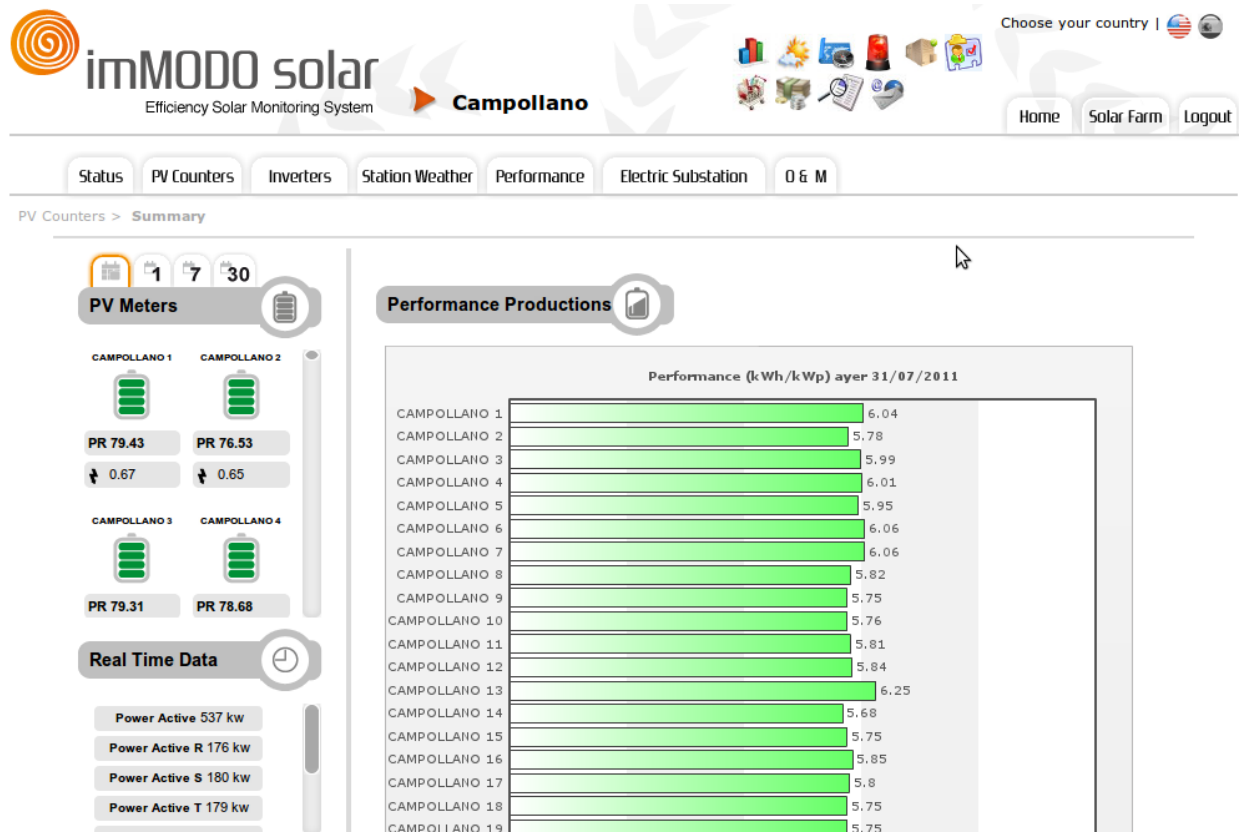 Choose your country |
imMODO solar
Efficiency Solar Monitoring System
Campollano
Home Solar Farm Logout
Status PV Counters Inverters Station Weather Performance Electric Substation O & M
PV Counters > Summary
1 7 30
PV Meters
CAMPOLLANO 1 CAMPOLLANO 2
PR 79.43 PR 76.53
0.67 0.65
CAMPOLLANO 3 CAMPOLLANO 4
PR 79.31 PR 78.68
Real Time Data
Power Active 537 kw
Power Active R 176 kw
Power Active S 180 kw
Power Active T 179 kw
Performance Productions
Performance (kWh/kWp) ayer 31/07/2011
CAMPOLLANO 1 6.04
CAMPOLLANO 2 5.78
CAMPOLLANO 3 5.99
CAMPOLLANO 4 6.01
CAMPOLLANO 5 5.95
CAMPOLLANO 6 6.06
CAMPOLLANO 7 6.06
CAMPOLLANO 8 5.82
CAMPOLLANO 9 5.75
CAMPOLLANO 10 5.76
CAMPOLLANO 11 5.81
CAMPOLLANO 12 5.84
CAMPOLLANO 13 6.25
CAMPOLLANO 14 5.68
CAMPOLLANO 15 5.75
CAMPOLLANO 16 5.85
CAMPOLLANO 17 5.8
CAMPOLLANO 18 5.75
CAMPOLLANO 19 5.75